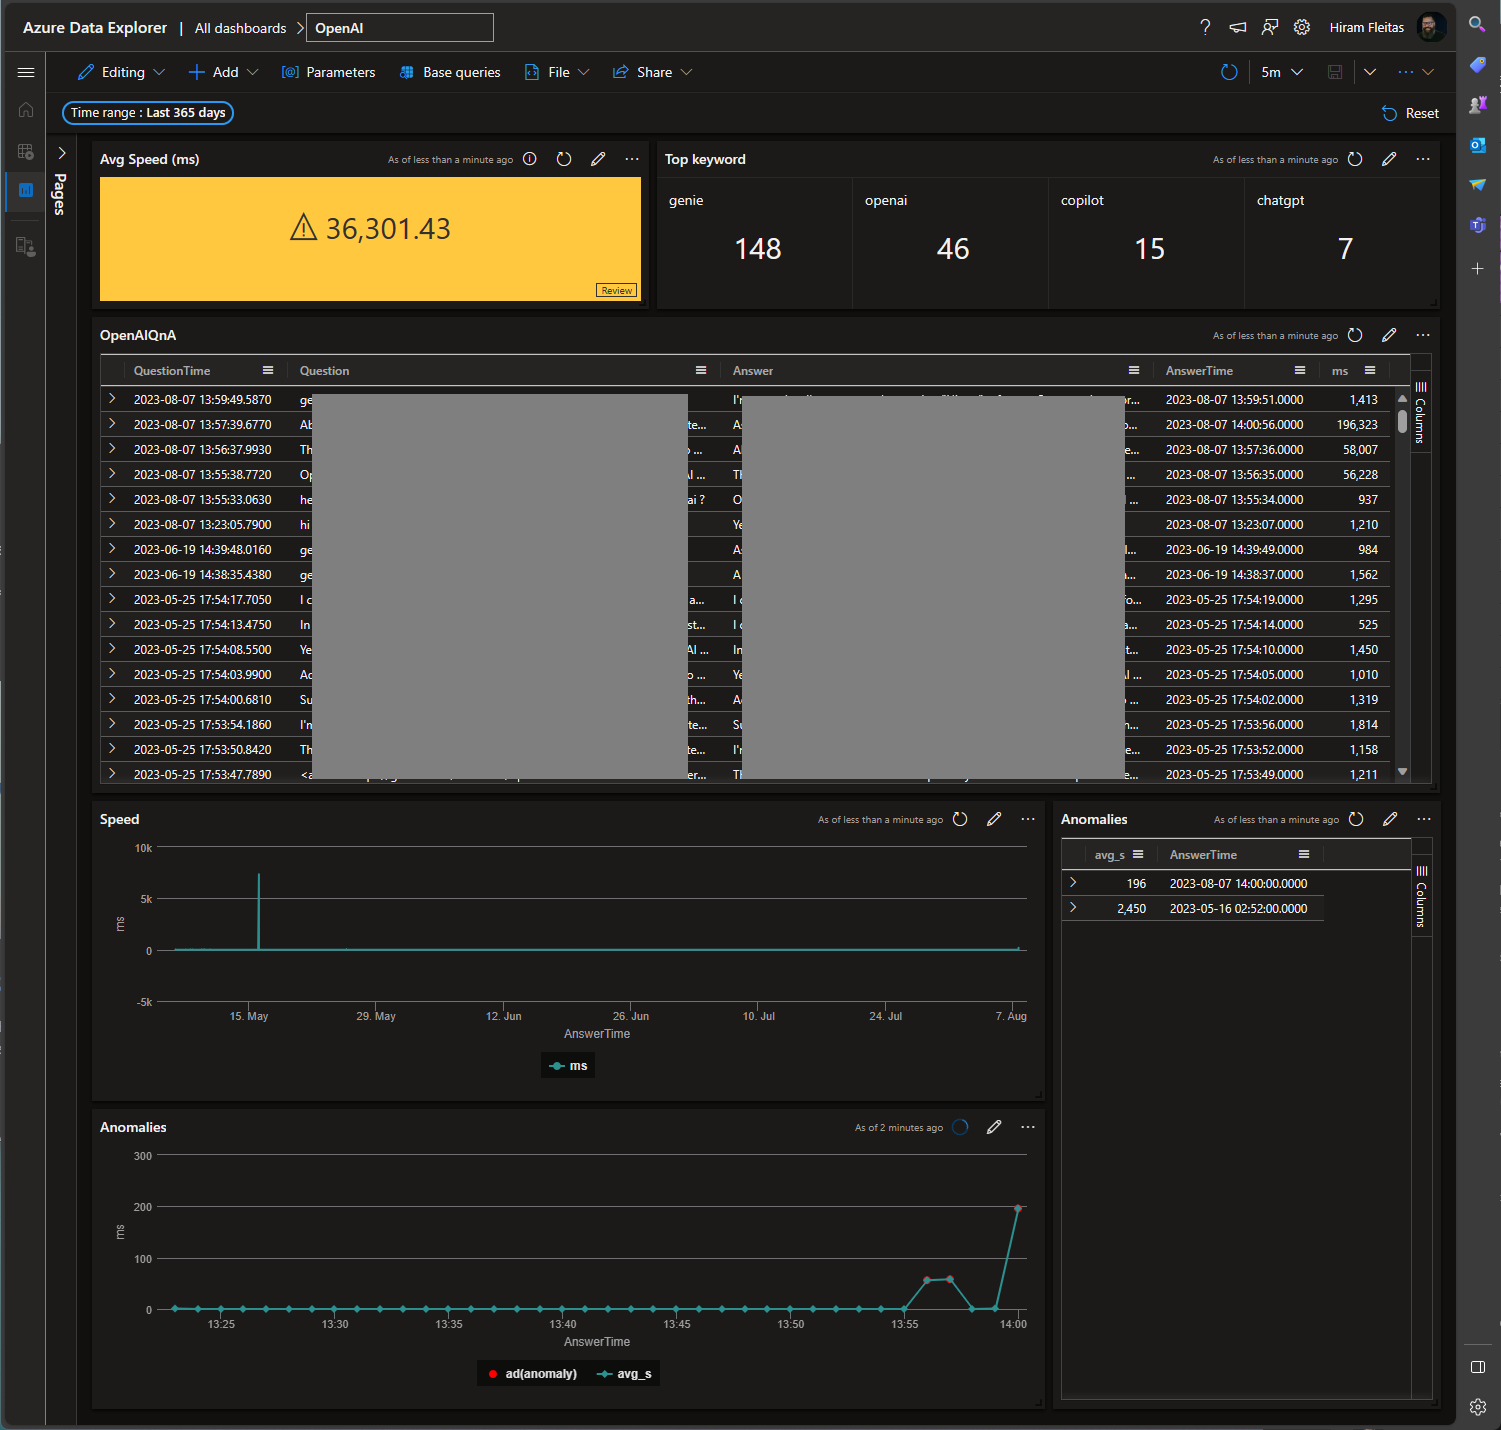 Azure Data Explorer | All dashboards > OpenAI
Hiram Fleitas
Editing Add Parameters Base queries File Share 5m
Time range : Last 365 days
Reset
Pages
Avg Speed (ms) As of less than a minute ago
36,301.43
Review
Top keyword As of less than a minute ago
genie openai copilot chatgpt
148 46 15 7
OpenAIQnA As of less than a minute ago
QuestionTime Question Answer AnswerTime ms
2023-08-07 13:59:49.5870 ge or... 2023-08-07 13:59:51.0000 1,413
2023-08-07 13:57:39.6770 Ab te... A o... 2023-08-07 14:00:56.0000 196,323
2023-08-07 13:56:37.9930 Th o ... Al e... 2023-08-07 13:57:36.0000 58,007
2023-08-07 13:55:38.7720 Op AI ... Th ... 2023-08-07 13:56:35.0000 56,228
2023-08-07 13:55:33.0630 he ai ? O ... 2023-08-07 13:55:34.0000 937
2023-08-07 13:23:05.7900 hi Ye 2023-08-07 13:23:07.0000 1,210
2023-06-19 14:39:48.0160 ge A 2023-06-19 14:39:49.0000 984
2023-06-19 14:38:35.4380 ge A 2023-06-19 14:38:37.0000 1,562
2023-05-25 17:54:17.7050 I c a... I fo... 2023-05-25 17:54:19.0000 1,295
2023-05-25 17:54:13.4750 In st... I a... 2023-05-25 17:54:14.0000 525
2023-05-25 17:54:08.5500 Ye AI ... In t... 2023-05-25 17:54:10.0000 1,450
2023-05-25 17:54:03.9900 Ac o ... Ye AI ... 2023-05-25 17:54:05.0000 1,010
2023-05-25 17:54:00.6810 Su th... A ... 2023-05-25 17:54:02.0000 1,319
2023-05-25 17:53:54.1860 I'm te... Su n... 2023-05-25 17:53:56.0000 1,814
2023-05-25 17:53:50.8420 Th te... I'm e... 2023-05-25 17:53:52.0000 1,158
2023-05-25 17:53:47.7890 <a er... Th e... 2023-05-25 17:53:49.0000 1,211
Columns
Speed As of less than a minute ago
10k
5k
0
-5k
ms
15. May 29. May 12. Jun 26. Jun 10. Jul 24. Jul 7. Aug
AnswerTime
ms
Anomalies As of less than a minute ago
avg_s AnswerTime
196 2023-08-07 14:00:00.0000
2,450 2023-05-16 02:52:00.0000
Columns
Anomalies As of 2 minutes ago
300
200
100
0
ms
13:25 13:30 13:35 13:40 13:45 13:50 13:55 14:00
AnswerTime
ad(anomaly) avg_s